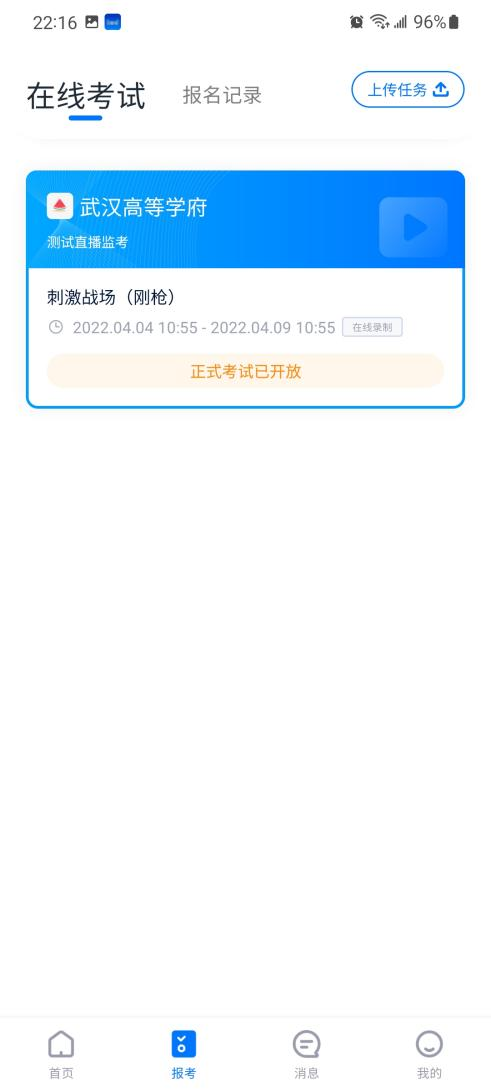 22:16
96%
在线考试
报名记录
上传任务
武汉高等学府
测试直播监考
刺激战场（刚枪）
2022.04.04 10:55 - 2022.04.09 10:55 在线录制
正式考试已开放
首页
报考
消息
我的